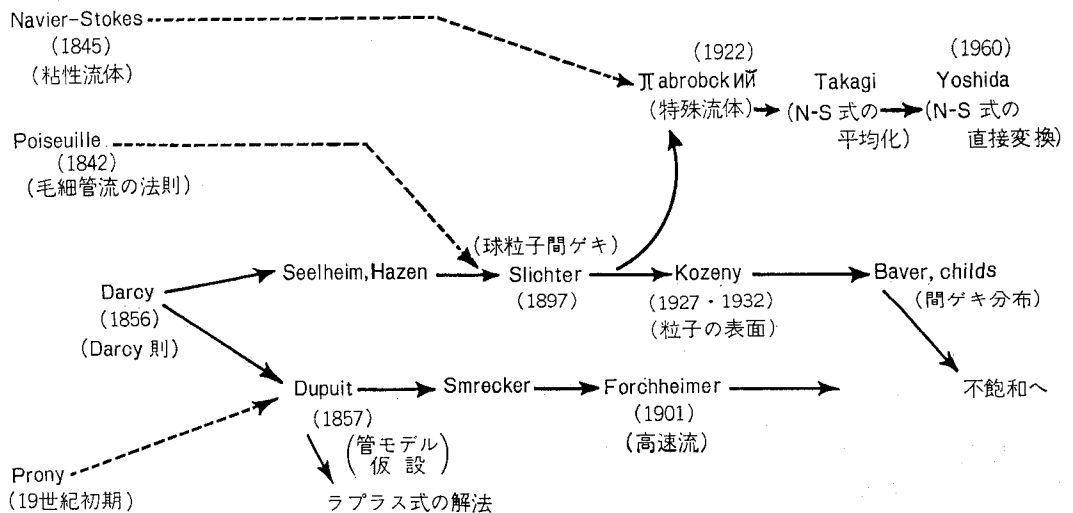 Navier-Stokes
(1845)
(粘性流体)
(1922)
Паbrobckий
(特殊流体)
Takagi
(N-S 式の
平均化)
(1960)
Yoshida
(N-S 式の
直接変換)
Poiseuille
(1842)
(毛細管流の法則)
(球粒子間ゲキ)
Seelheim, Hazen
Slichter
(1897)
Kozeny
(1927・1932)
(粒子の表面)
Baver, childs
(間ゲキ分布)
Darcy
(1856)
(Darcy 則)
Dupuit
(1857)
(管モデル
仮設)
Smrecker
Forchheimer
(1901)
(高速流)
不飽和へ
Prony
(19世紀初期)
ラプラス式の解法